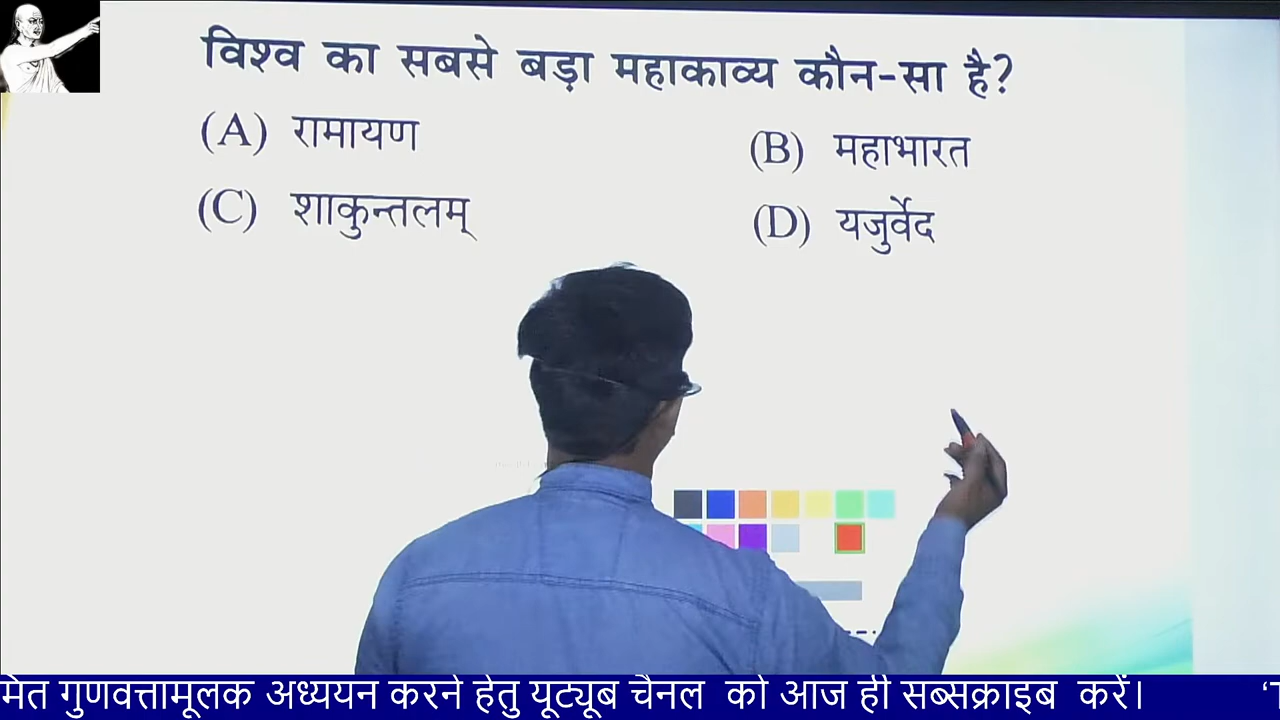 विश्व का सबसे बड़ा महाकाव्य कौन-सा है?
(A) रामायण (B) महाभारत
(C) शाकुन्तलम् (D) यजुर्वेद
गुणवत्तामूलक अध्ययन करने हेतु यूट्यूब चैनल को आज ही सब्सक्राइब करें।